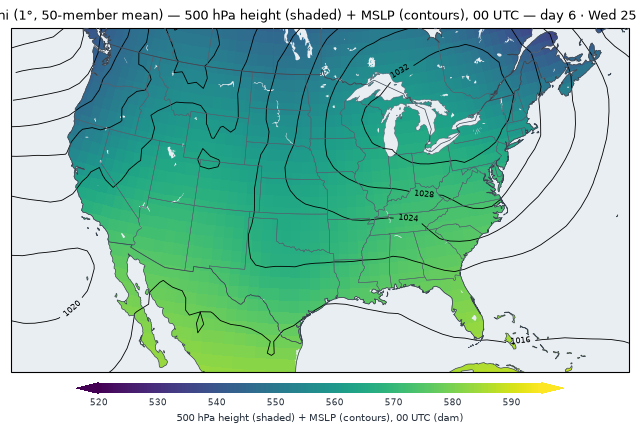 (1°, 50-member mean) — 500 hPa height (shaded) + MSLP (contours), 00 UTC — day 6 · Wed 25
1032
1028
1024
1020
1016
520 530 540 550 560 570 580 590
500 hPa height (shaded) + MSLP (contours), 00 UTC (dam)